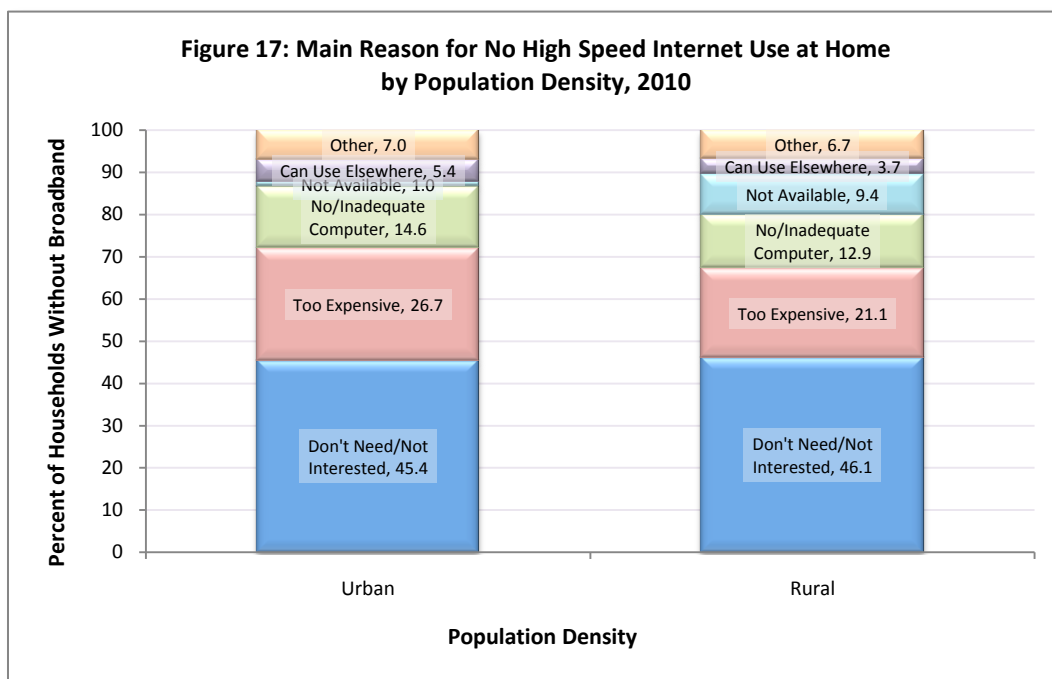 Figure 17: Main Reason for No High Speed Internet Use at Home
by Population Density, 2010
Percent of Households Without Broadband
100
90
80
70
60
50
40
30
20
10
0
Other, 7.0
Can Use Elsewhere, 5.4
Not Available, 1.0
No/Inadequate
Computer, 14.6
Too Expensive, 26.7
Don't Need/Not
Interested, 45.4
Other, 6.7
Can Use Elsewhere, 3.7
Not Available, 9.4
No/Inadequate
Computer, 12.9
Too Expensive, 21.1
Don't Need/Not
Interested, 46.1
Urban
Rural
Population Density